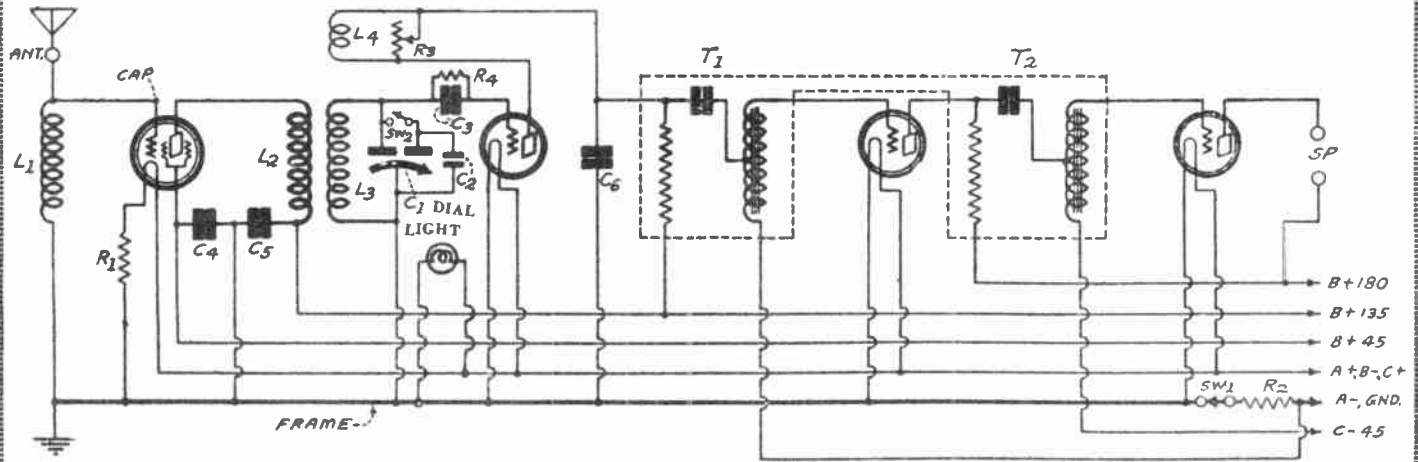 ANT.
CAP
L1
R1
C4
C5
L2
L3
L4
R3
R4
C3
SW2
C2
C1 DIAL
LIGHT
C6
T1
T2
SP
B+180
B+135
B+45
A+,B-,C+
SW1
R2
A-, GND.
C-45
FRAME